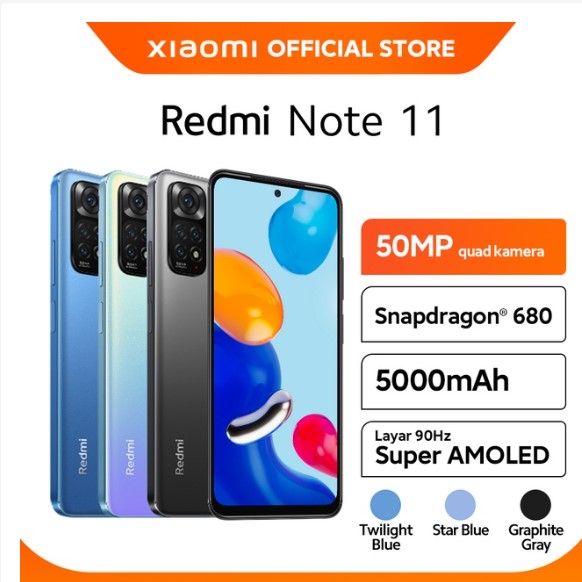 xiaomi OFFICIAL STORE
Redmi Note 11
50MP quad kamera
Snapdragon® 680
5000mAh
Layar 90Hz
Super AMOLED
Redmi
Redmi
Redmi
Twilight Blue
Star Blue
Graphite Gray